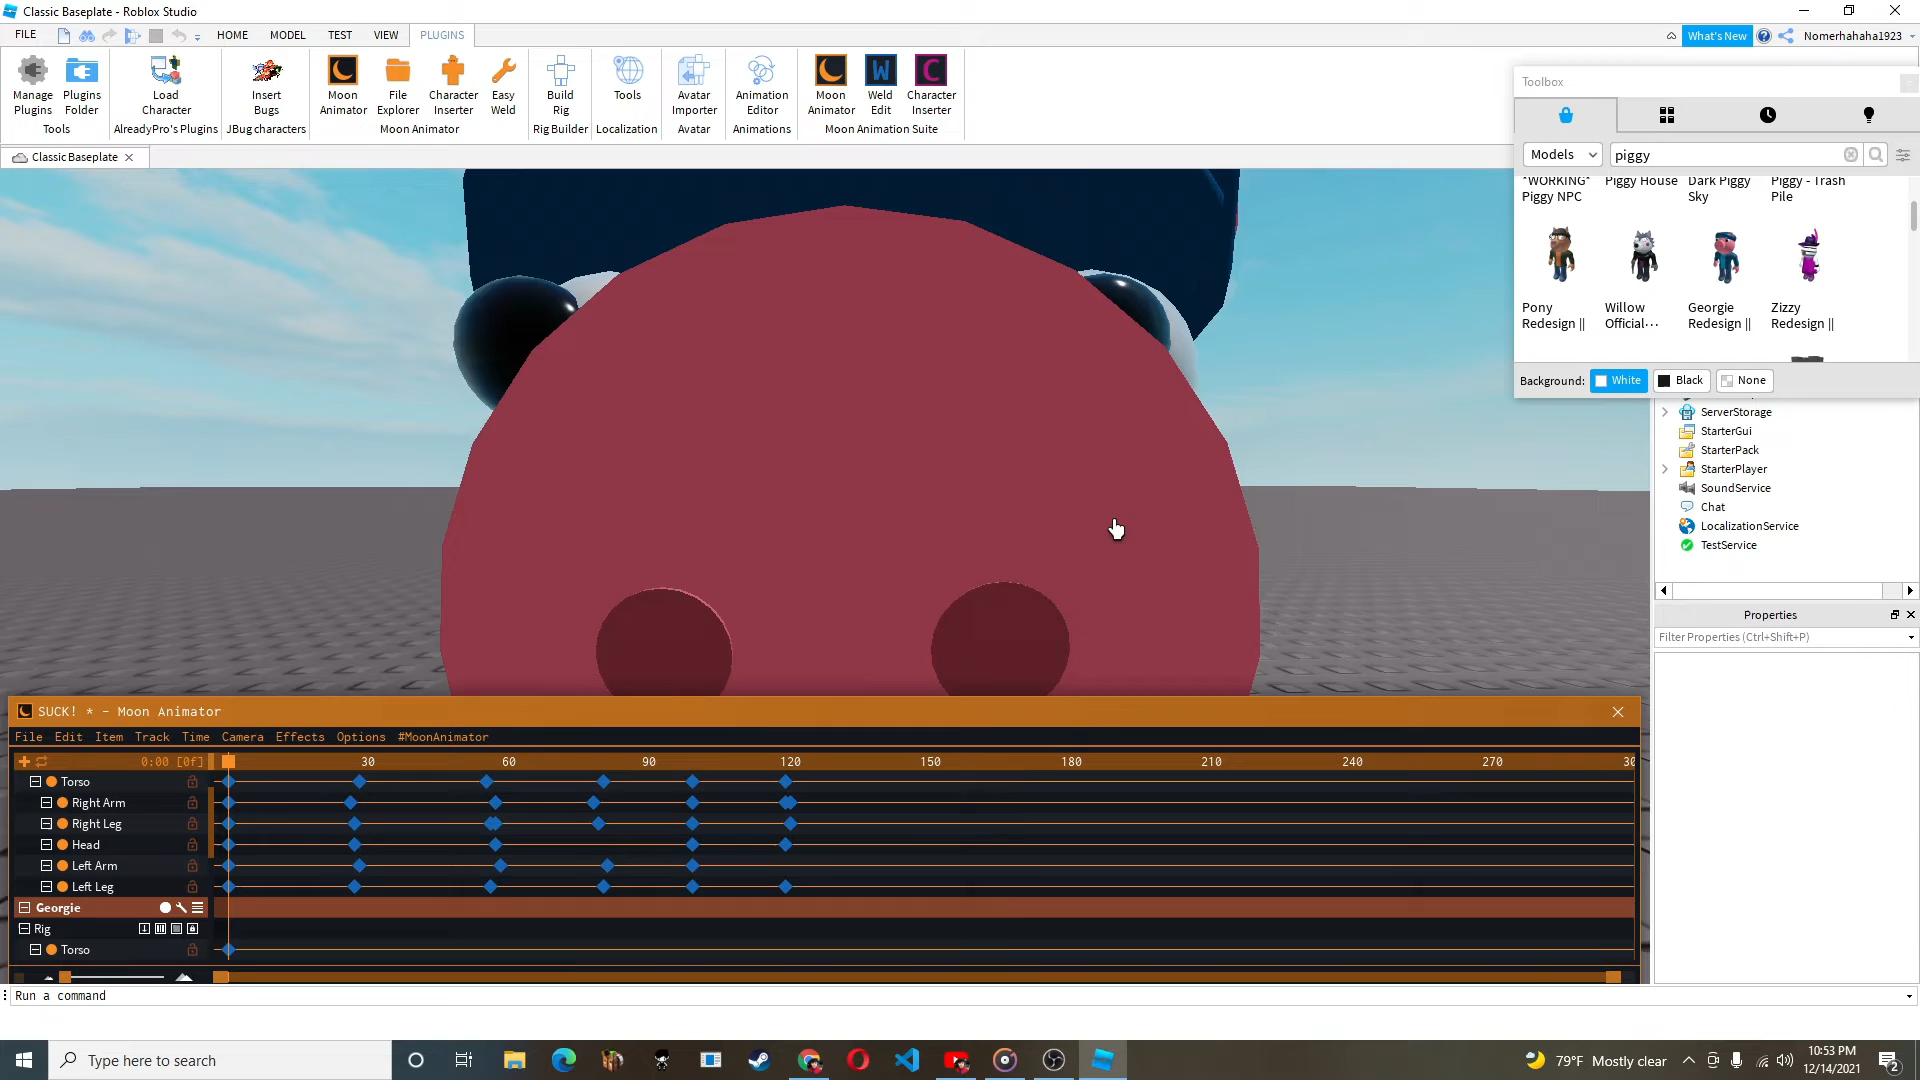 Classic Baseplate - Roblox Studio
FILE HOME MODEL TEST VIEW PLUGINS What's New Nomerhahaha1923
Manage Plugins
Plugins Folder
Tools
Load Character
AlreadyPro's Plugins
Insert Bugs
JBug characters
Moon Animator
File Explorer
Character Inserter
Easy Weld
Moon Animator
Build Rig
Rig Builder
Tools
Localization
Avatar Importer
Avatar
Animation Editor
Animations
Moon Animator
Weld Edit
Character Inserter
Moon Animation Suite
Classic Baseplate
Toolbox
Models piggy
*WORKING* Piggy NPC
Piggy House
Dark Piggy Sky
Piggy - Trash Pile
Pony Redesign ||
Willow Official...
Georgie Redesign ||
Zizzy Redesign ||
Background: White Black None
ServerStorage
StarterGui
StarterPack
StarterPlayer
SoundService
Chat
LocalizationService
TestService
Properties
Filter Properties (Ctrl+Shift+P)
SUCK! * - Moon Animator
File Edit Item Track Time Camera Effects Options #MoonAnimator
0:00 [0f] 30 60 90 120 150 180 210 240 270 30
Torso
Right Arm
Right Leg
Head
Left Arm
Left Leg
Georgie
Rig
Torso
Run a command
Type here to search
79°F Mostly clear
10:53 PM
12/14/2021
2